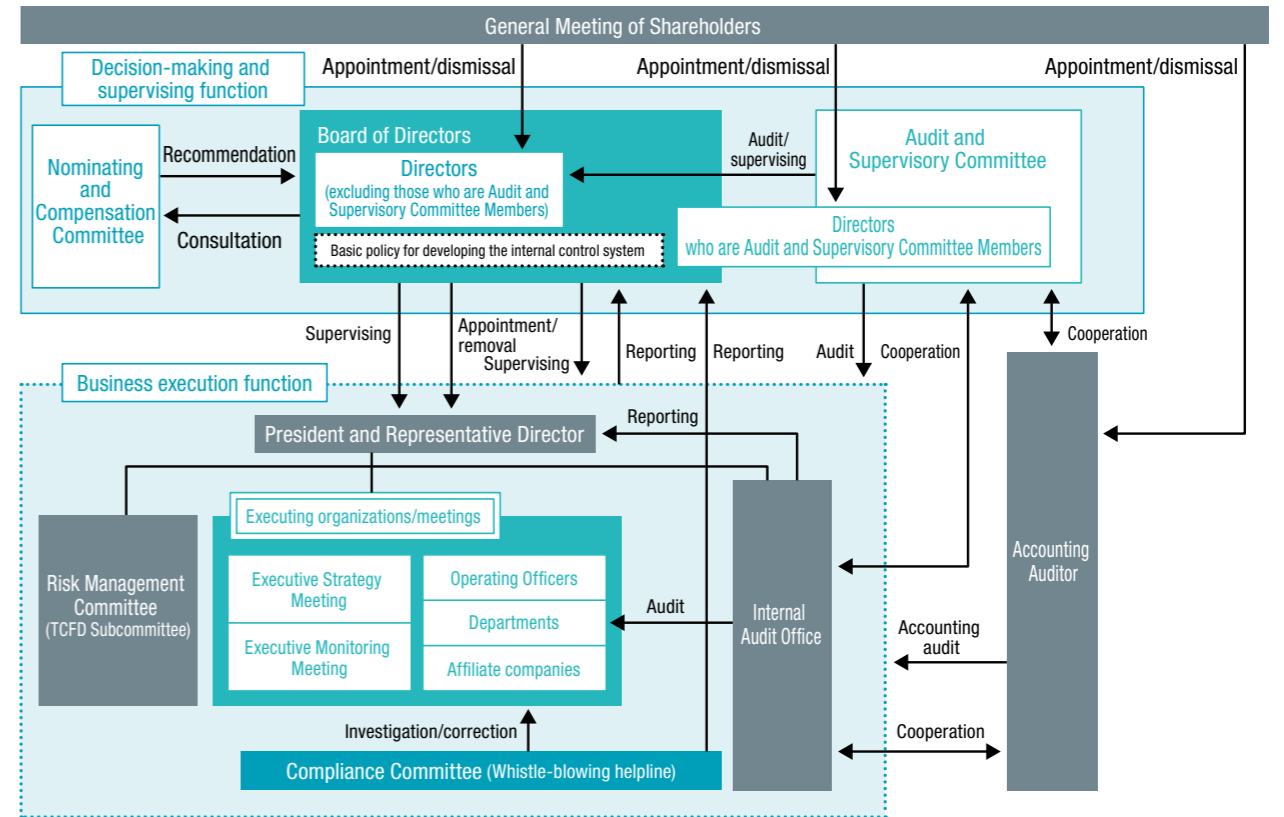 General Meeting of Shareholders
Decision-making and
supervising function
Appointment/dismissal
Appointment/dismissal
Appointment/dismissal
Nominating
and
Compensation
Committee
Recommendation
Consultation
Board of Directors
Directors
(excluding those who are Audit and
Supervisory Committee Members)
Basic policy for developing the internal control system
Audit/
supervising
Audit and
Supervisory Committee
Directors
who are Audit and Supervisory Committee Members
Supervising
Appointment/
removal
Supervising
Reporting
Reporting
Audit
Cooperation
Cooperation
Business execution function
President and Representative Director
Reporting
Risk Management
Committee
(TCFD Subcommittee)
Executing organizations/meetings
Executive Strategy
Meeting
Executive Monitoring
Meeting
Operating Officers
Departments
Affiliate companies
Audit
Internal
Audit Office
Accounting
Auditor
Accounting
audit
Cooperation
Investigation/correction
Compliance Committee (Whistle-blowing helpline)